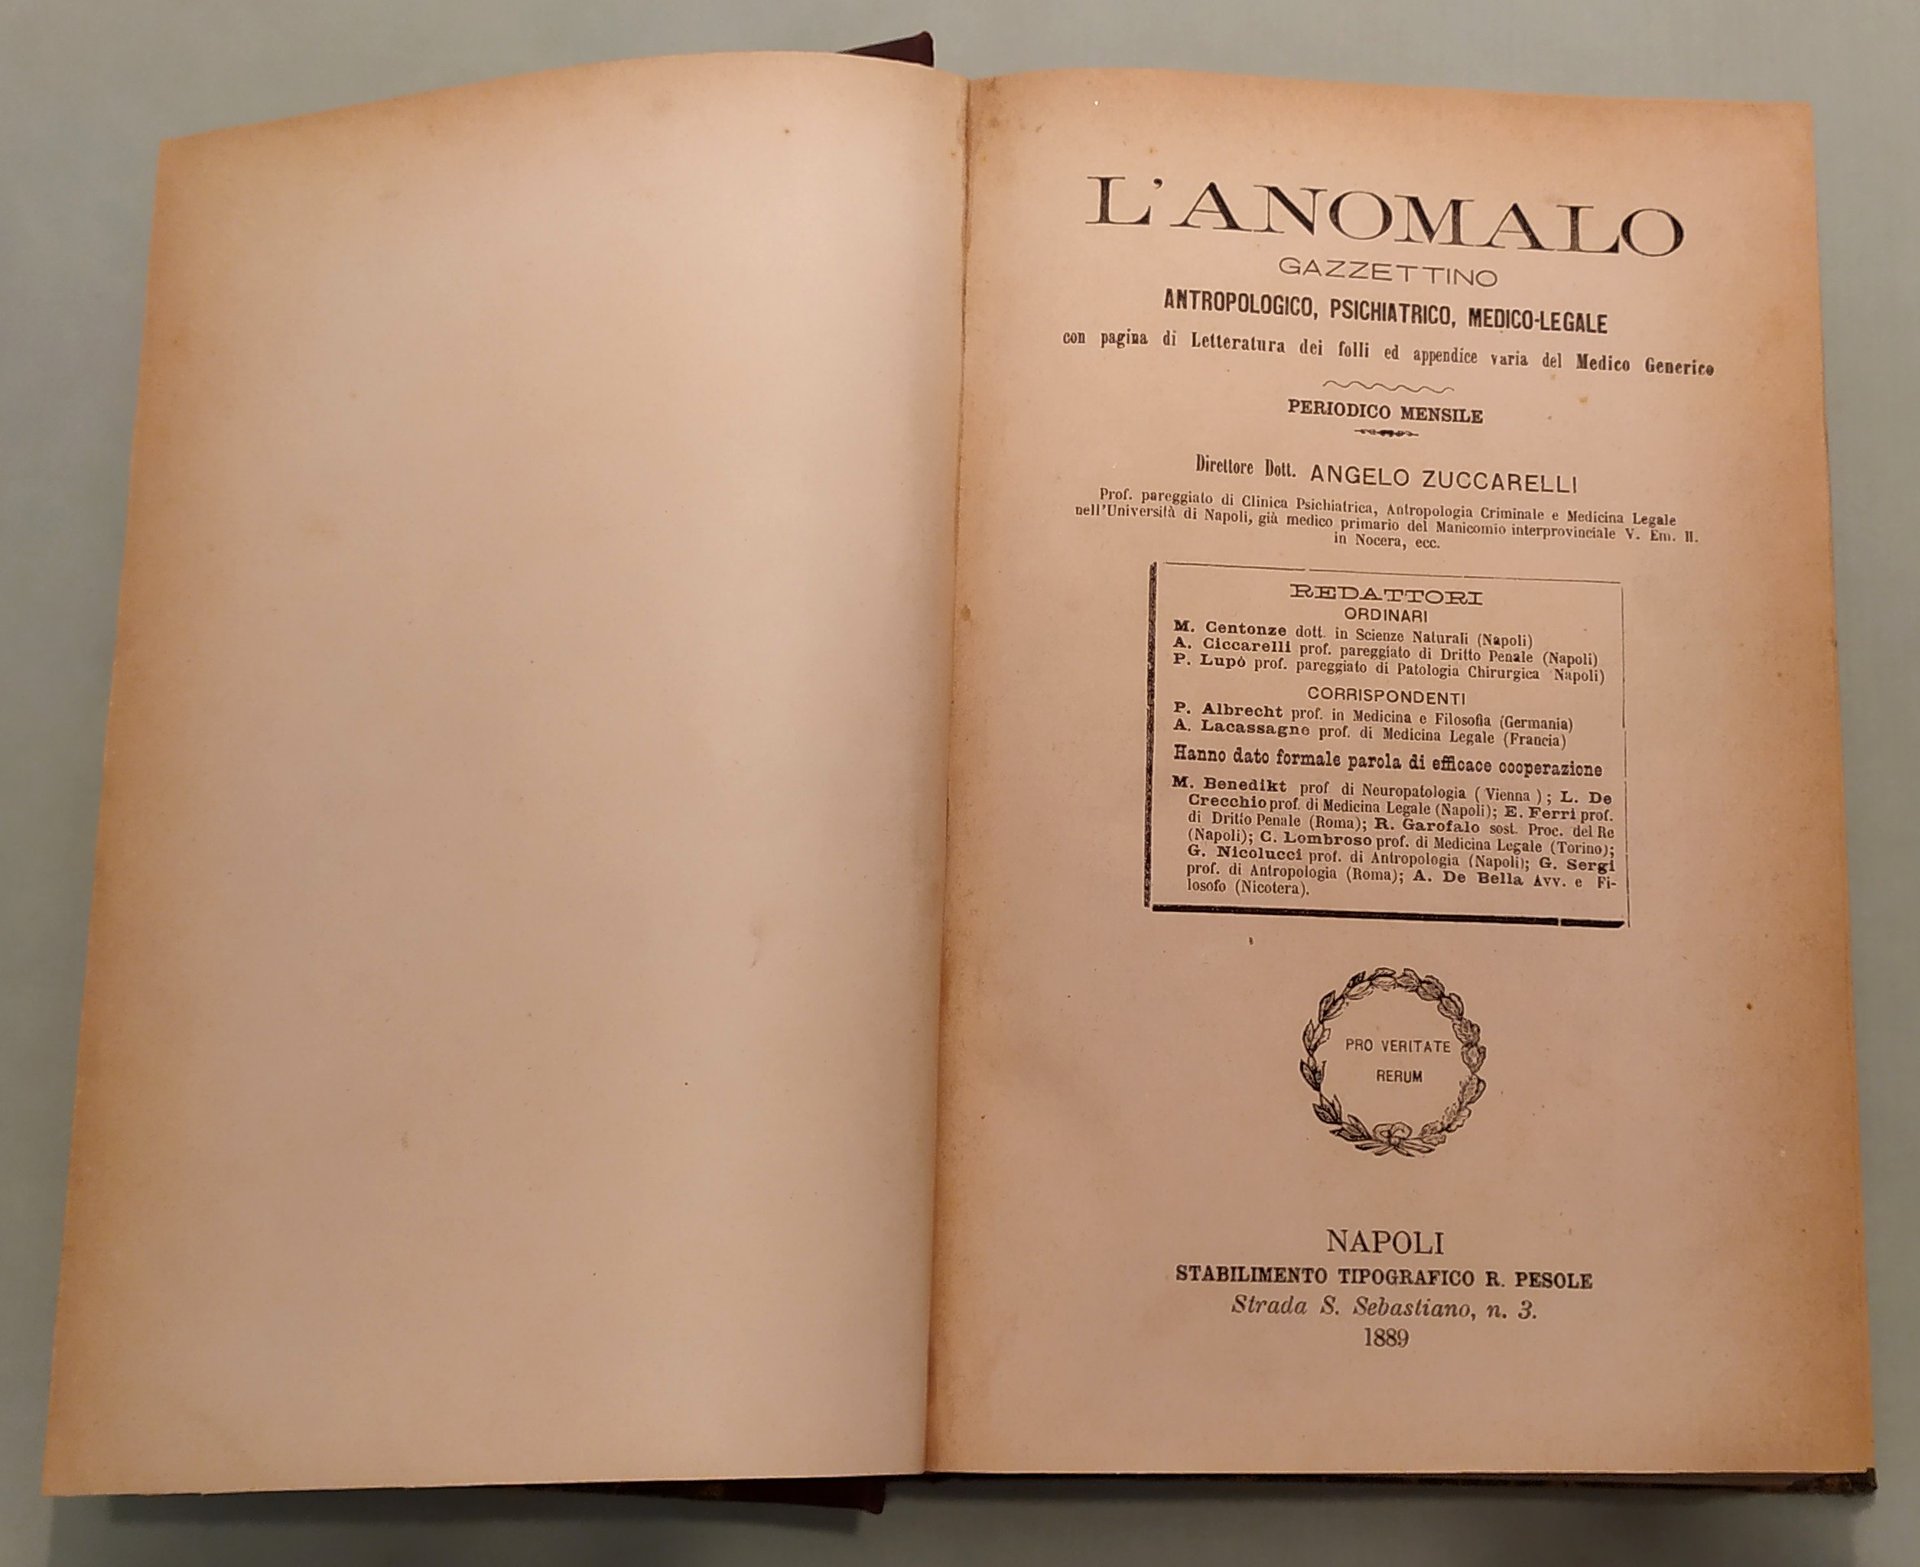 L'ANOMALO
GAZZETTINO
ANTROPOLOGICO, PSICHIATRICO, MEDICO-LEGALE
con pagina di Letteratura dei folli ed appendice varia del Medico Generico
PERIODICO MENSILE
Direttore Dott. ANGELO ZUCCARELLI
Prof. pareggiato di Clinica Psichiatrica, Antropologia Criminale e Medicina Legale
nell'Università di Napoli, già medico primario del Manicomio interprovinciale V. Em. II.
in Nocera, ecc.
REDATTORI
ORDINARI
M. Centonze dott. in Scienze Naturali (Napoli)
A. Ciccarelli prof. pareggiato di Dritto Penale (Napoli)
P. Lupò prof. pareggiato di Patologia Chirurgica Napoli)
CORRISPONDENTI
P. Albrecht prof. in Medicina e Filosofia (Germania)
A. Lacassagne prof. di Medicina Legale (Francia)
Hanno dato formale parola di efficace cooperazione
M. Benedikt prof di Neuropatologia ( Vienna ) ; L. De
Crecchio prof. di Medicina Legale (Napoli); E. Ferri prof.
di Dritto Penale (Roma); R. Garofalo sost. Proc. del Re
(Napoli); C. Lombroso prof. di Medicina Legale (Torino);
G. Nicolucci prof. di Antropologia (Napoli); G. Sergi
prof. di Antropologia (Roma); A. De Bella Avv. e Fi-
losofo (Nicotera).
PRO VERITATE
RERUM
NAPOLI
STABILIMENTO TIPOGRAFICO R. PESOLE
Strada S. Sebastiano, n. 3.
1889